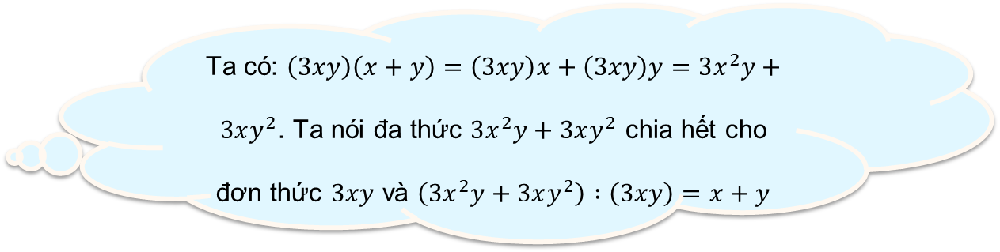 Ta có: (3𝑥𝑦)(𝑥 + 𝑦) = (3𝑥𝑦)𝑥 + (3𝑥𝑦)𝑦 = 3𝑥²𝑦 +
3𝑥𝑦². Ta nói đa thức 3𝑥²𝑦 + 3𝑥𝑦² chia hết cho
đơn thức 3𝑥𝑦 và (3𝑥²𝑦 + 3𝑥𝑦²) : (3𝑥𝑦) = 𝑥 + 𝑦